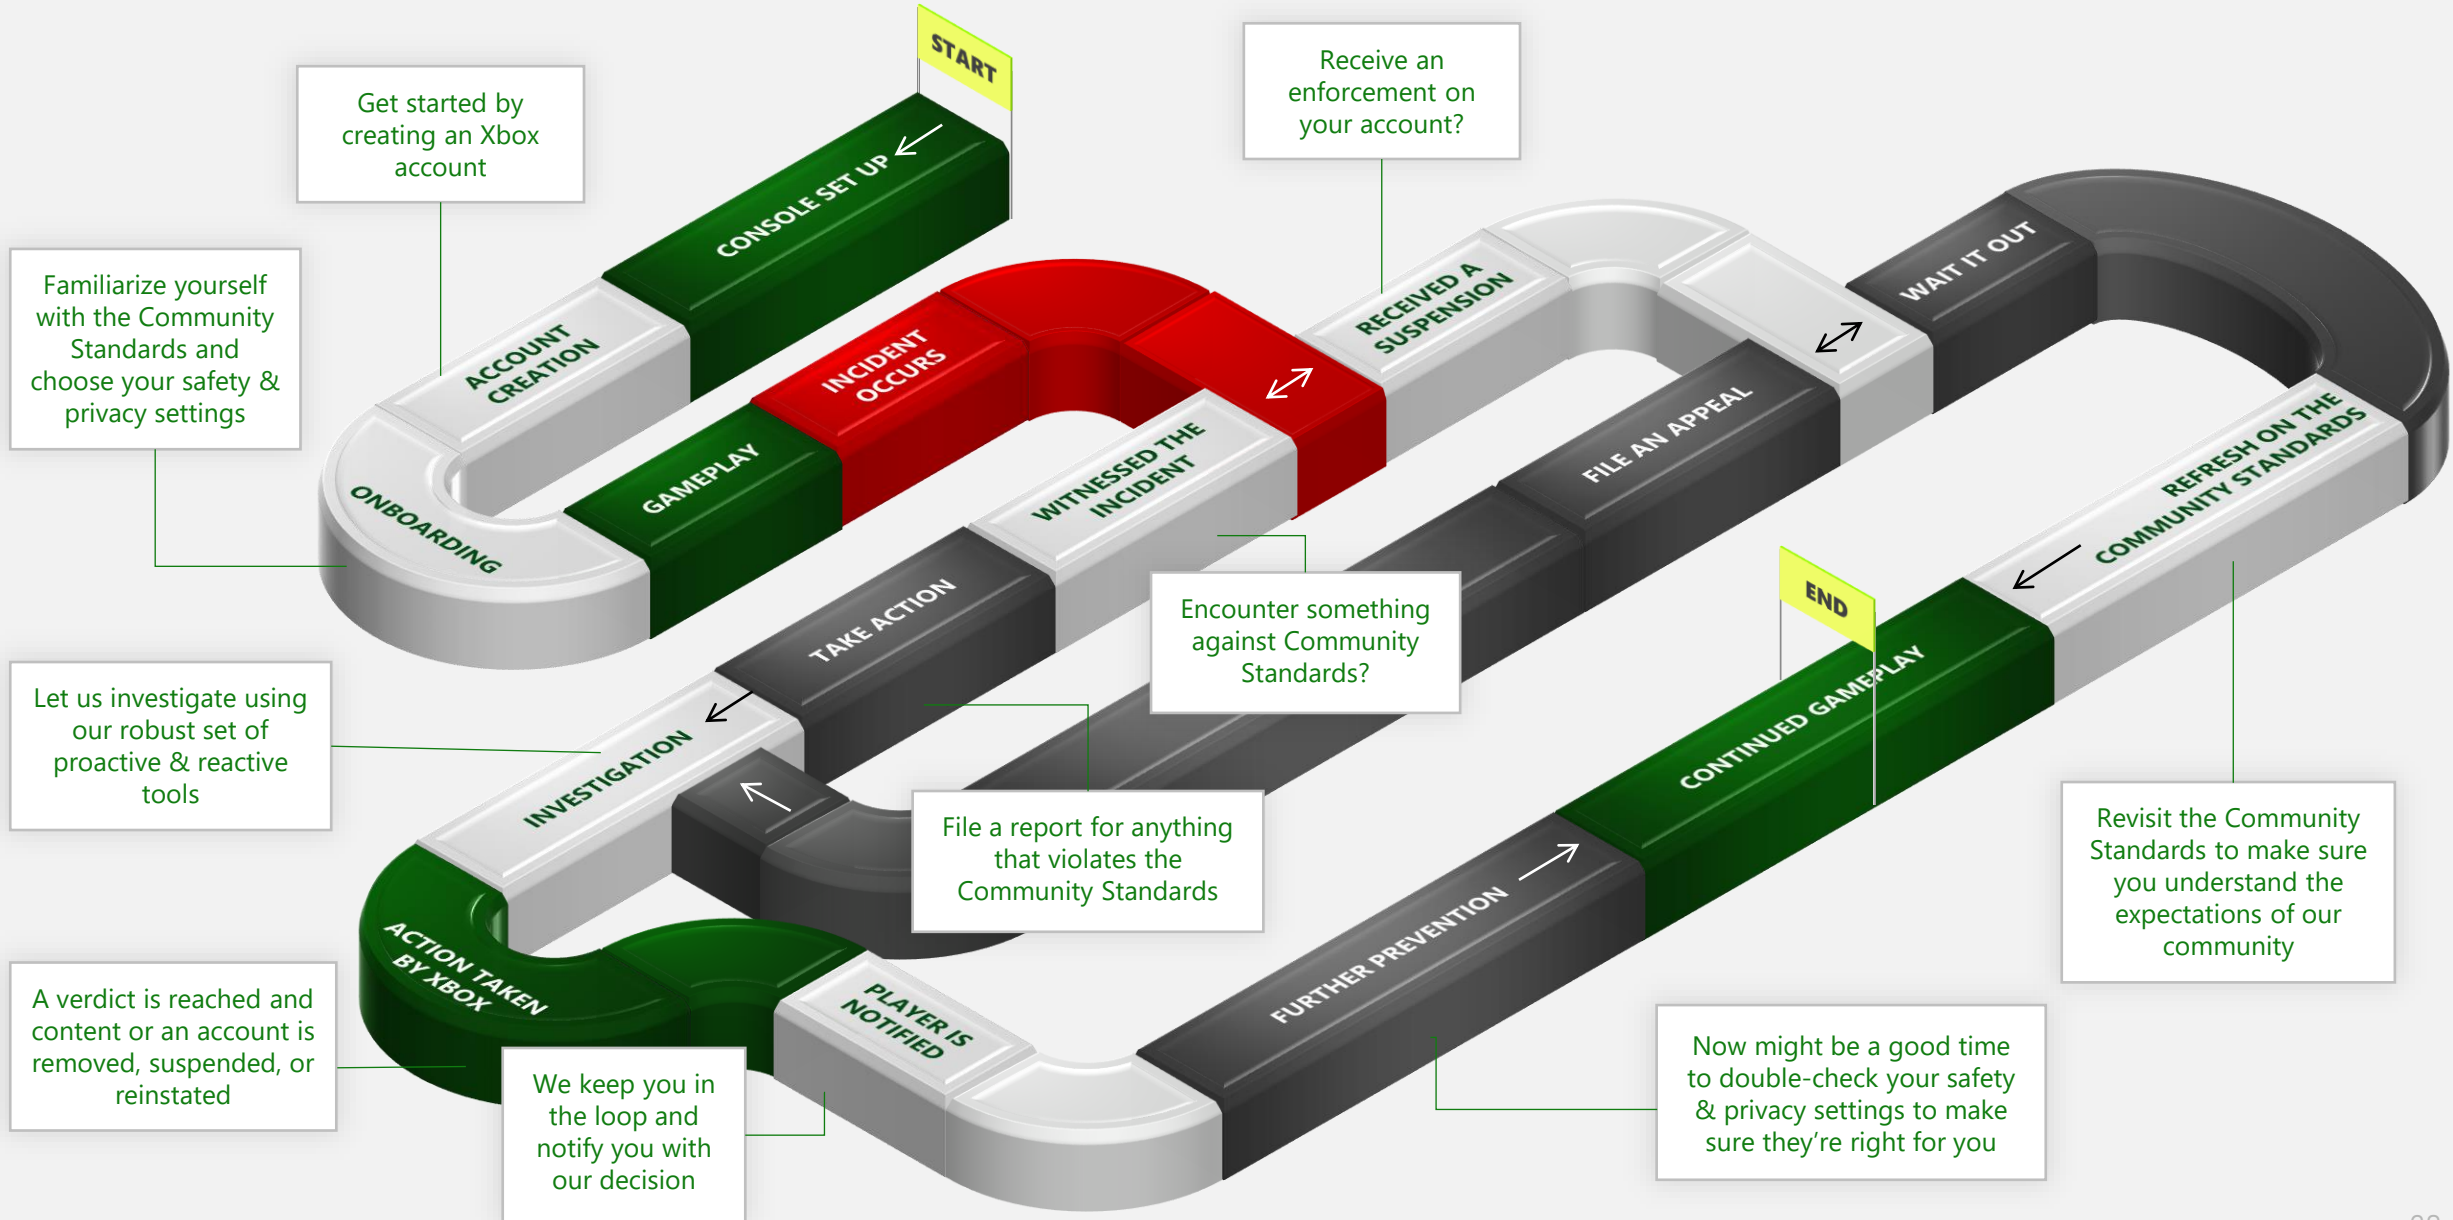 START
CONSOLE SET UP
Get started by
creating an Xbox
account
ACCOUNT
CREATION
Familiarize yourself
with the Community
Standards and
choose your safety &
privacy settings
ONBOARDING
GAMEPLAY
INCIDENT
OCCURS
Receive an
enforcement on
your account?
RECEIVED A
SUSPENSION
WITNESSED THE
INCIDENT
Encounter something
against Community
Standards?
TAKE ACTION
File a report for anything
that violates the
Community Standards
WAIT IT OUT
FILE AN APPEAL
REFRESH ON THE
COMMUNITY STANDARDS
Revisit the Community
Standards to make sure
you understand the
expectations of our
community
Let us investigate using
our robust set of
proactive & reactive
tools
INVESTIGATION
ACTION TAKEN
BY XBOX
A verdict is reached and
content or an account is
removed, suspended, or
reinstated
PLAYER IS
NOTIFIED
We keep you in
the loop and
notify you with
our decision
FURTHER PREVENTION
Now might be a good time
to double-check your safety
& privacy settings to make
sure they’re right for you
CONTINUED GAMEPLAY
END